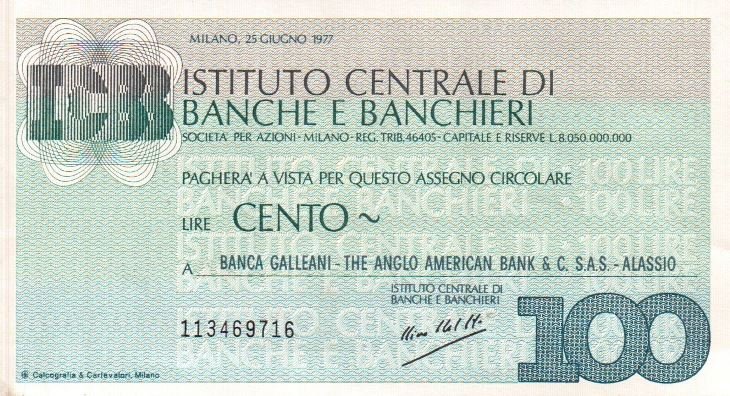 MILANO, 25 GIUGNO 1977
ICBB
ISTITUTO CENTRALE DI
BANCHE E BANCHIERI
SOCIETA' PER AZIONI - MILANO - REG. TRIB. 46405 - CAPITALE E RISERVE L. 8.050.000.000
PAGHERA' A VISTA PER QUESTO ASSEGNO CIRCOLARE
LIRE CENTO ~
A BANCA GALLEANI - THE ANGLO AMERICAN BANK & C. S.A.S. - ALASSIO
ISTITUTO CENTRALE DI
BANCHE E BANCHIERI
113469716
100
Calcografia & Cartevalori, Milano